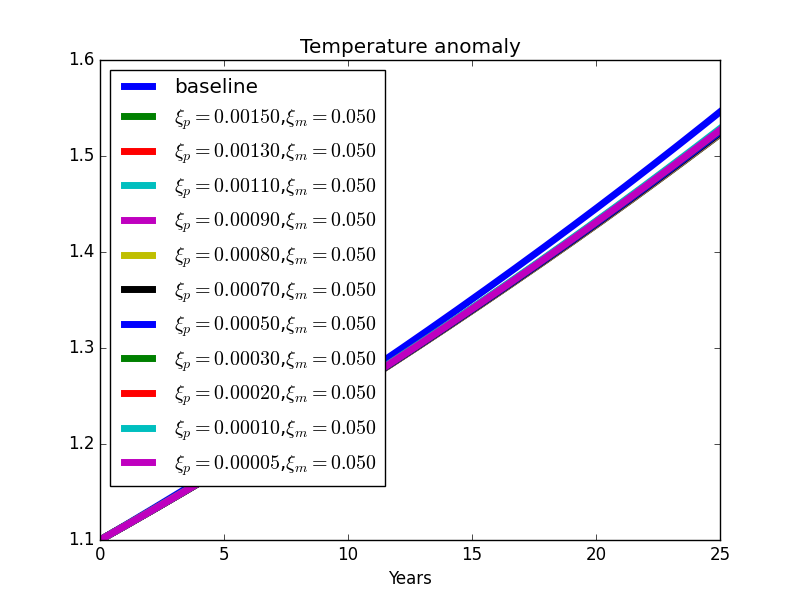 Temperature anomaly
1.6
1.5
1.4
1.3
1.2
1.1
baseline
ξp = 0.00150,ξm = 0.050
ξp = 0.00130,ξm = 0.050
ξp = 0.00110,ξm = 0.050
ξp = 0.00090,ξm = 0.050
ξp = 0.00080,ξm = 0.050
ξp = 0.00070,ξm = 0.050
ξp = 0.00050,ξm = 0.050
ξp = 0.00030,ξm = 0.050
ξp = 0.00020,ξm = 0.050
ξp = 0.00010,ξm = 0.050
ξp = 0.00005,ξm = 0.050
0 5 10 15 20 25
Years